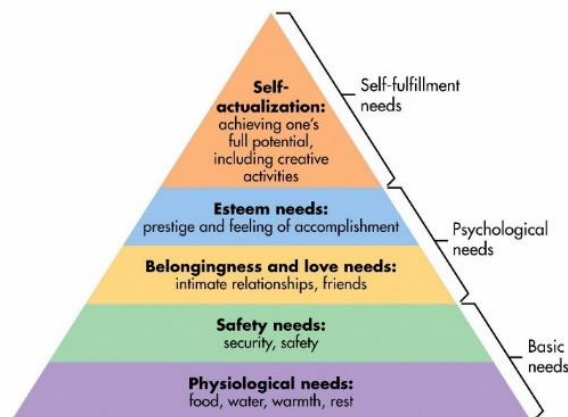 Self-
actualization:
achieving one's
full potential,
including creative
activities
Self-fulfillment
needs
Esteem needs:
prestige and feeling of accomplishment
Psychological
needs
Belongingness and love needs:
intimate relationships, friends
Safety needs:
security, safety
Basic
needs
Physiological needs:
food, water, warmth, rest